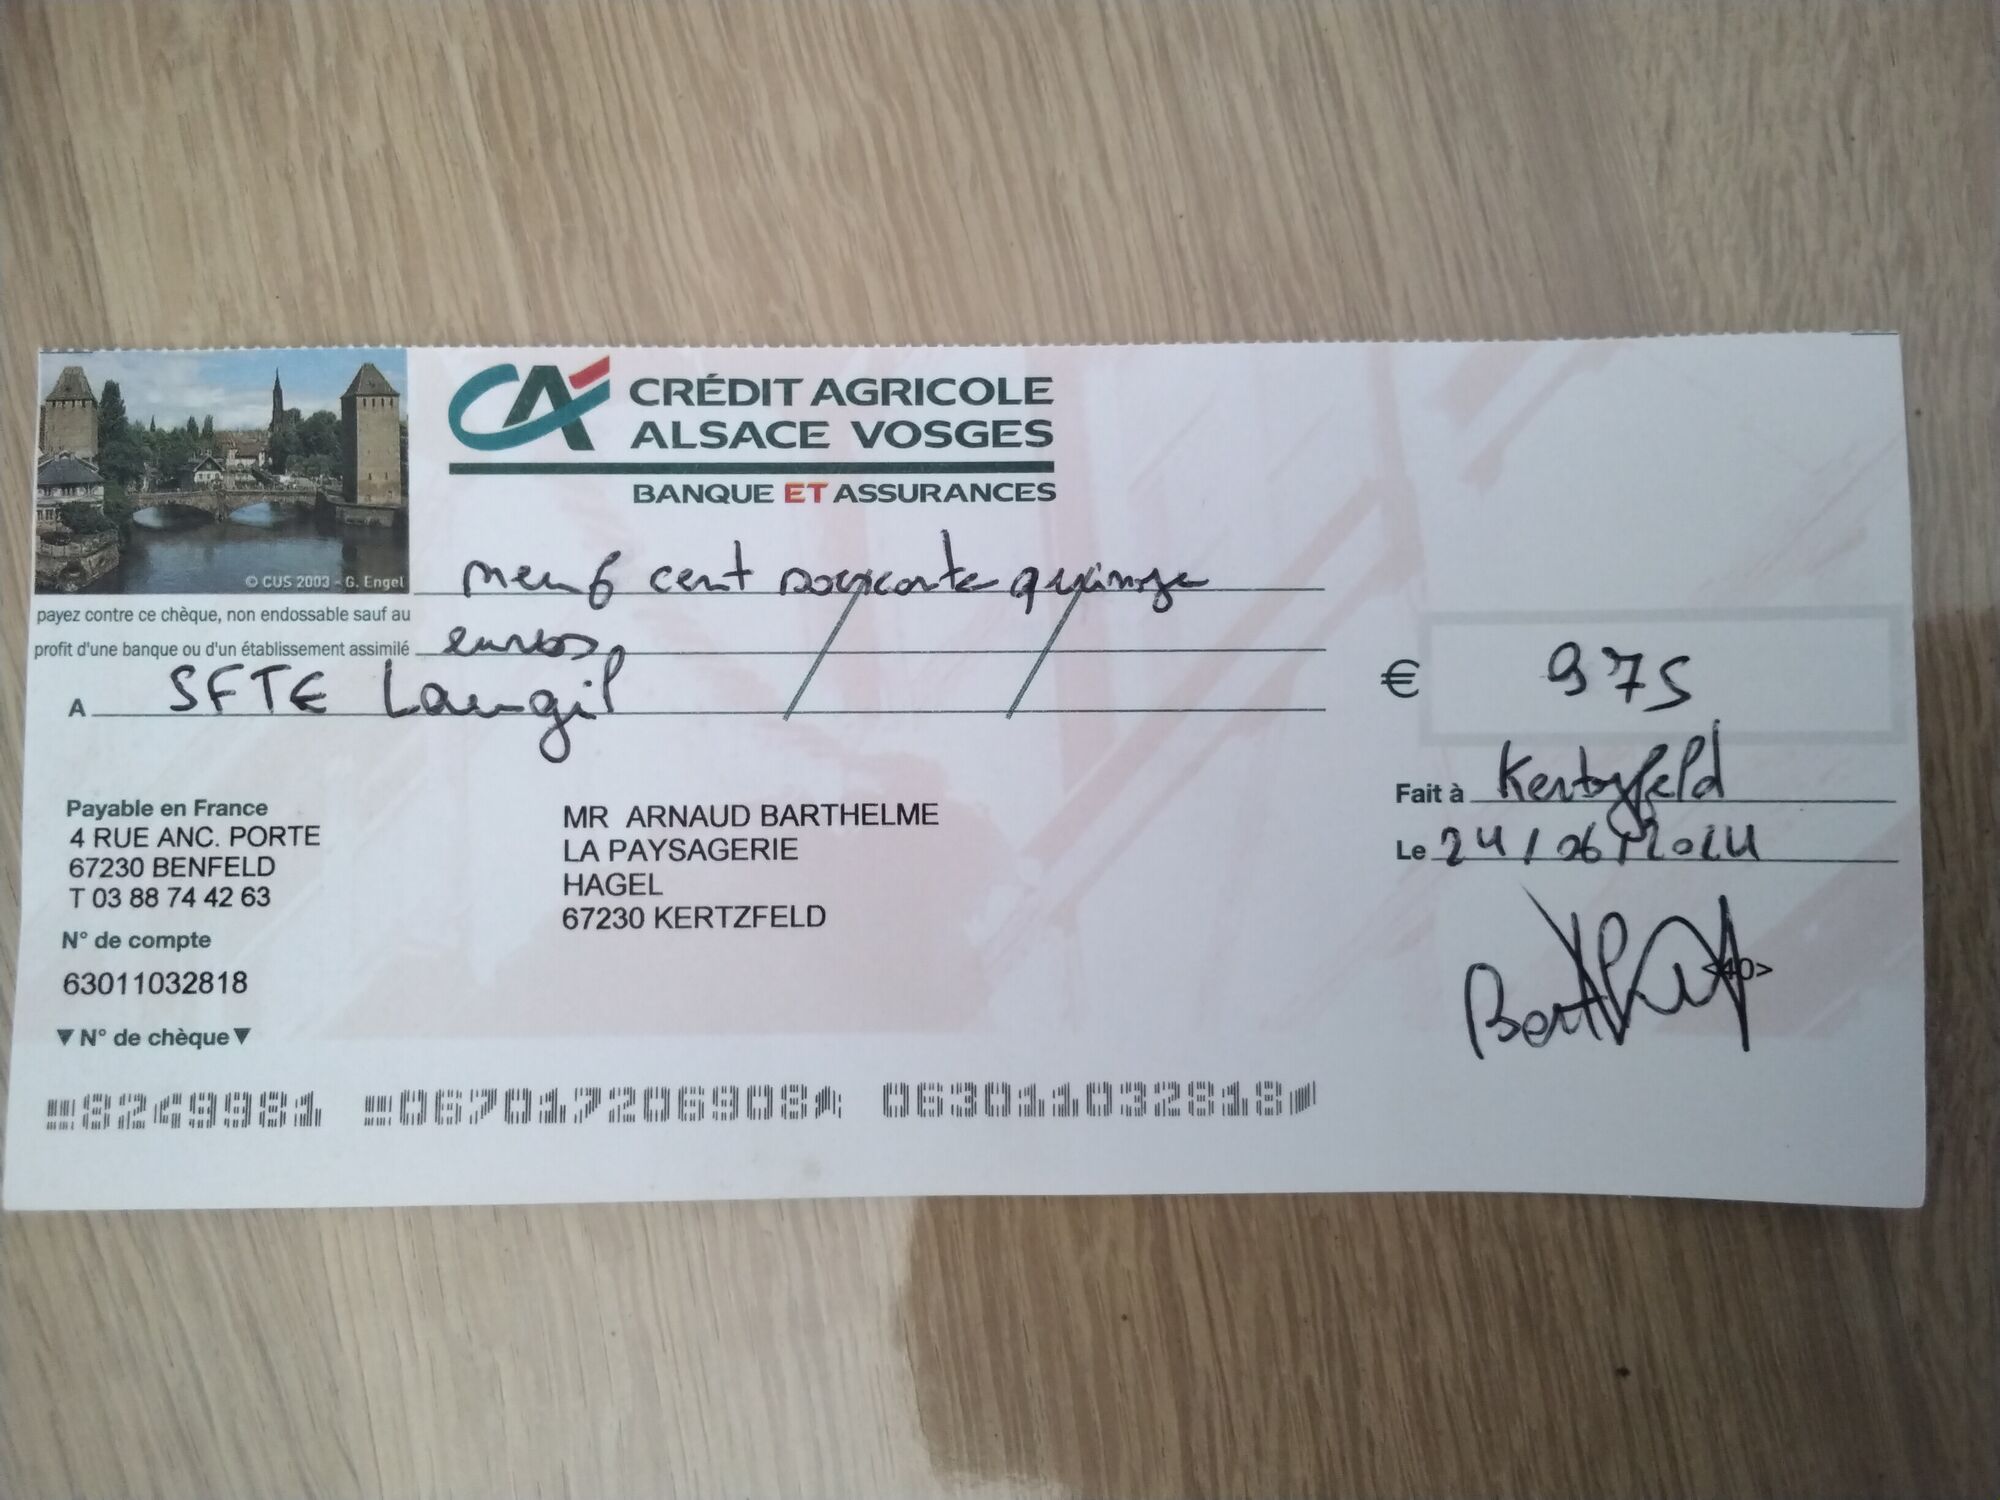 CA CRÉDIT AGRICOLE
ALSACE VOSGES
BANQUE ET ASSURANCES
© CUS 2003 - G. Engel
neuf cent soixante quinze
payez contre ce chèque, non endossable sauf au
profit d'une banque ou d'un établissement assimilé euros
A SFTE Laugil
€ 975
Fait à Kertzfeld
Le 24/06/2024
Payable en France
4 RUE ANC. PORTE
67230 BENFELD
T 03 88 74 42 63
N° de compte
63011032818
▼ N° de chèque ▼
MR ARNAUD BARTHELME
LA PAYSAGERIE
HAGEL
67230 KERTZFELD
<40>
8249981 067017206908 063011032818